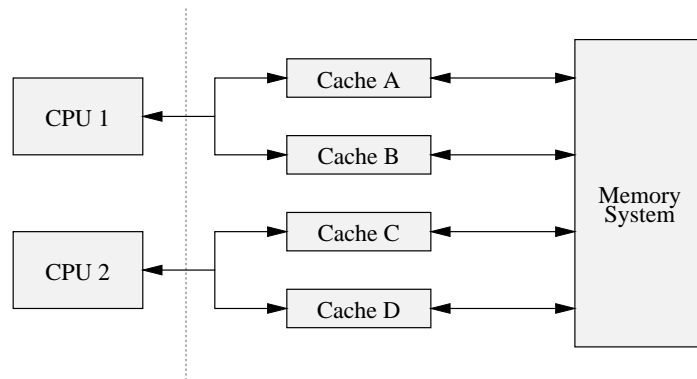 CPU 1
Cache A
Cache B
CPU 2
Cache C
Cache D
Memory
System